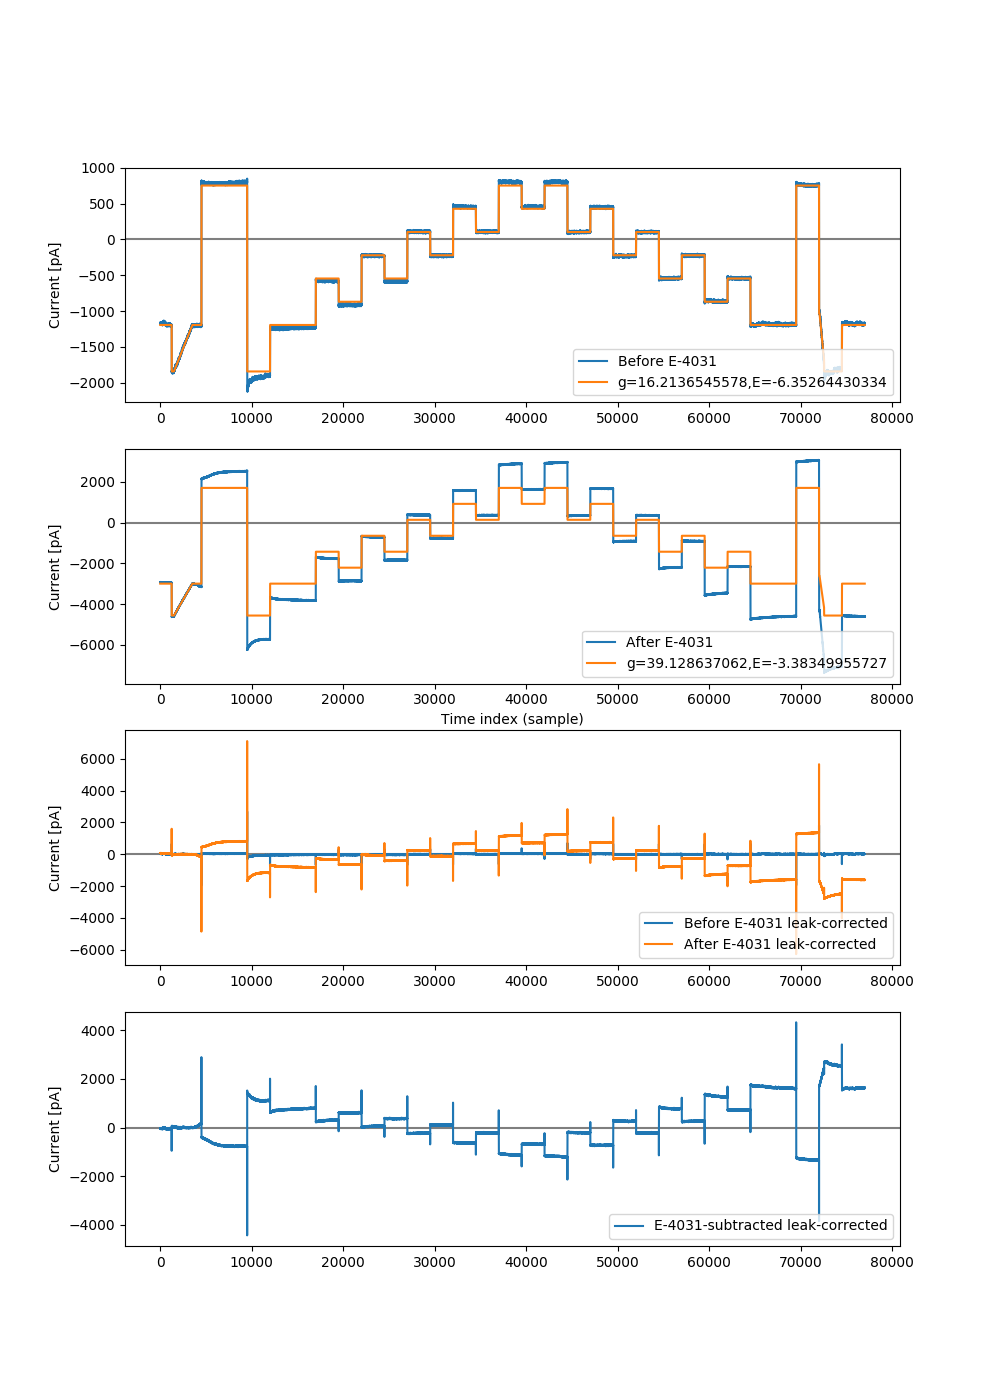 1000
500
0
−500
−1000
−1500
−2000
Current [pA]
Before E-4031
g=16.2136545578,E=-6.35264430334
0 10000 20000 30000 40000 50000 60000 70000 80000
2000
0
−2000
−4000
−6000
Current [pA]
After E-4031
g=39.128637062,E=-3.38349955727
0 10000 20000 30000 40000 50000 60000 70000 80000
Time index (sample)
6000
4000
2000
0
−2000
−4000
−6000
Current [pA]
Before E-4031 leak-corrected
After E-4031 leak-corrected
0 10000 20000 30000 40000 50000 60000 70000 80000
4000
2000
0
−2000
−4000
Current [pA]
E-4031-subtracted leak-corrected
0 10000 20000 30000 40000 50000 60000 70000 80000